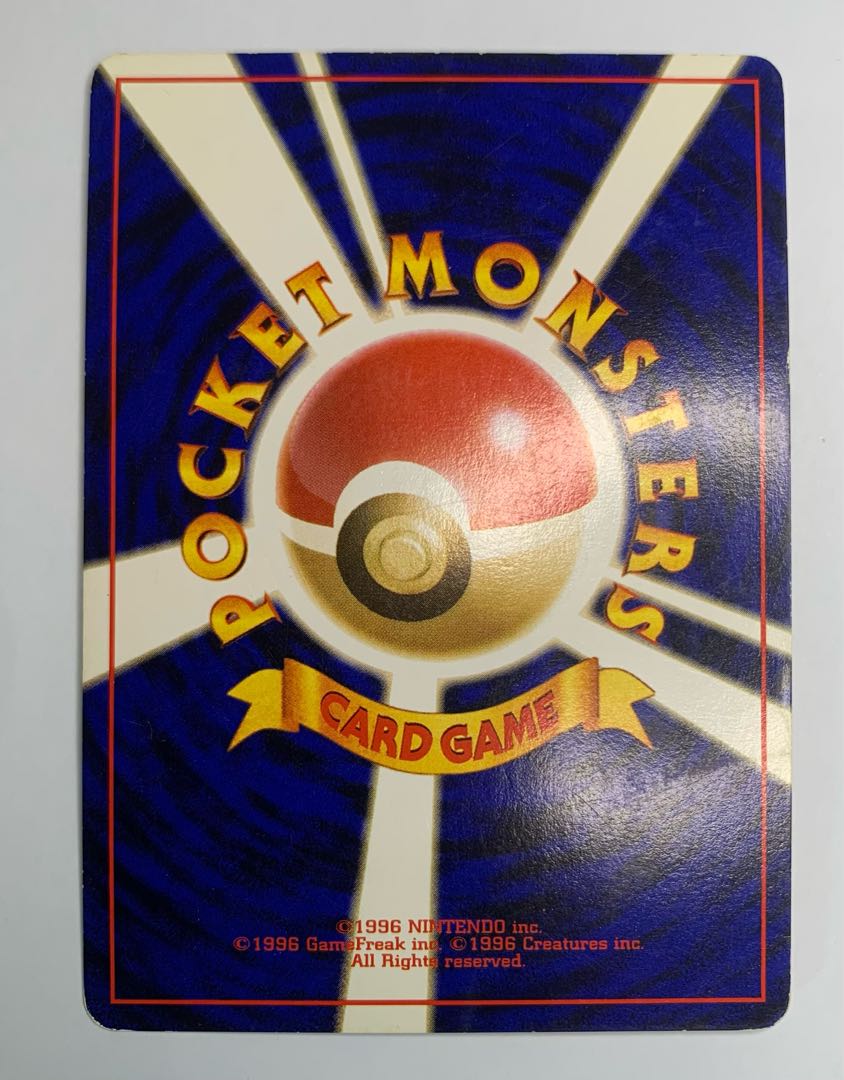 POCKET MONSTERS
CARD GAME
©1996 NINTENDO inc.
©1996 GameFreak inc. ©1996 Creatures inc.
All Rights reserved.